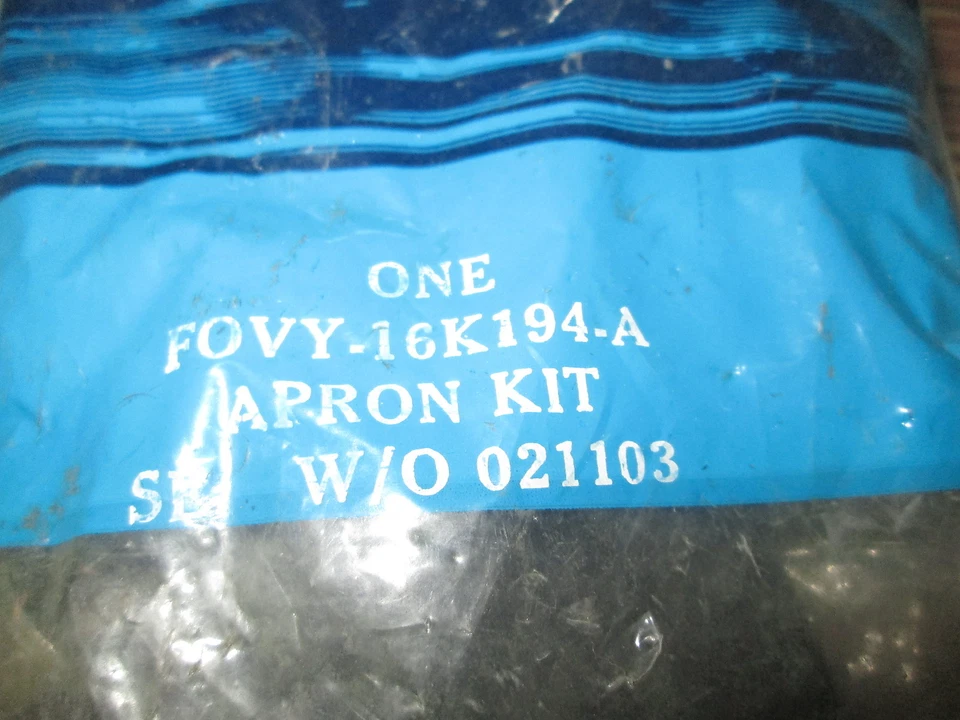 ONE
FOVY-16K194-A
APRON KIT
W/O 021103